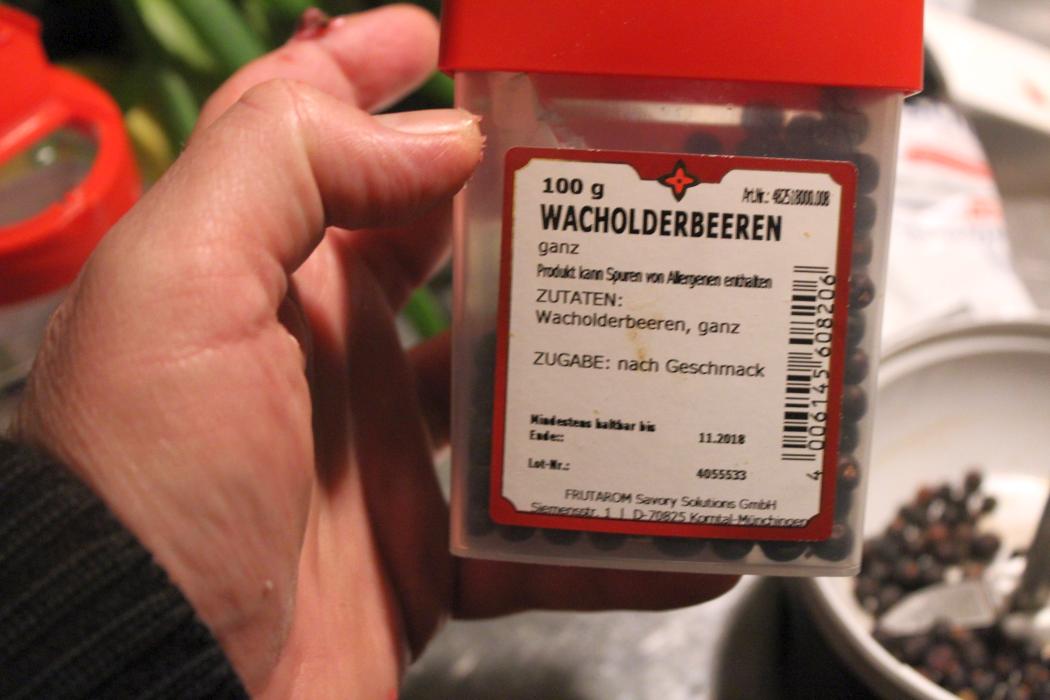 100 g
Art.Nr.: 482518000.008
WACHOLDERBEEREN
ganz
Produkt kann Spuren von Allergenen enthalten
ZUTATEN:
Wacholderbeeren, ganz
ZUGABE: nach Geschmack
Mindestens haltbar bis
Ende:: 11.2018
Lot-Nr.: 4055533
FRUTAROM Savory Solutions GmbH
Siemensstr. 1 | D-70825 Korntal-Münchingen
4 006145 608206